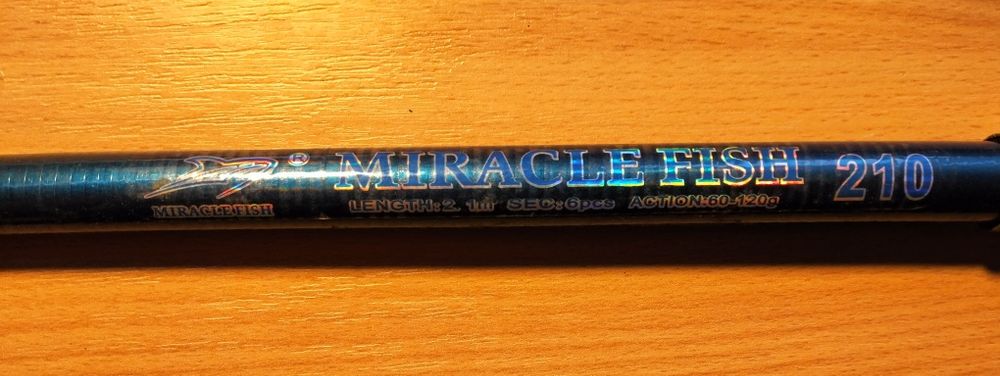 MIRACLE FISH
® MIRACLE FISH 210
LENGTH:2.1m SEC:6pcs ACTION:60-120g